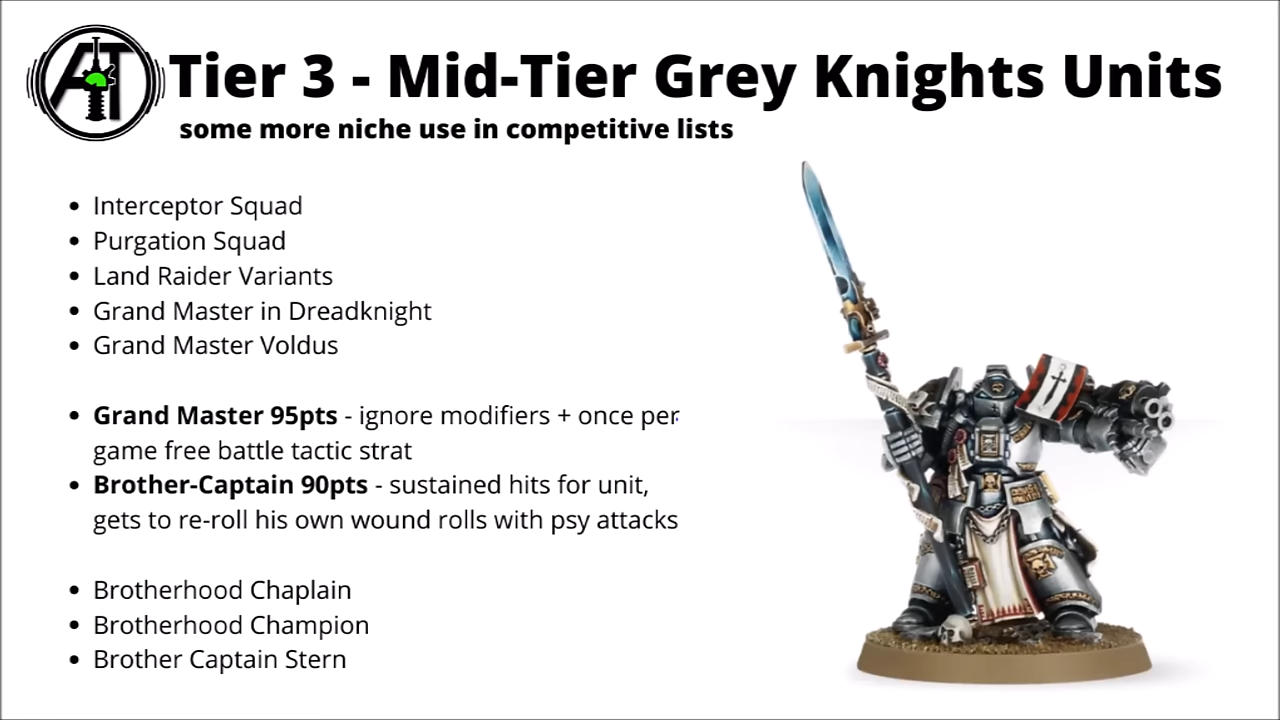 AT
Tier 3 - Mid-Tier Grey Knights Units
some more niche use in competitive lists
• Interceptor Squad
• Purgation Squad
• Land Raider Variants
• Grand Master in Dreadknight
• Grand Master Voldus
• Grand Master 95pts - ignore modifiers + once per
game free battle tactic strat
• Brother-Captain 90pts - sustained hits for unit,
gets to re-roll his own wound rolls with psy attacks
• Brotherhood Chaplain
• Brotherhood Champion
• Brother Captain Stern